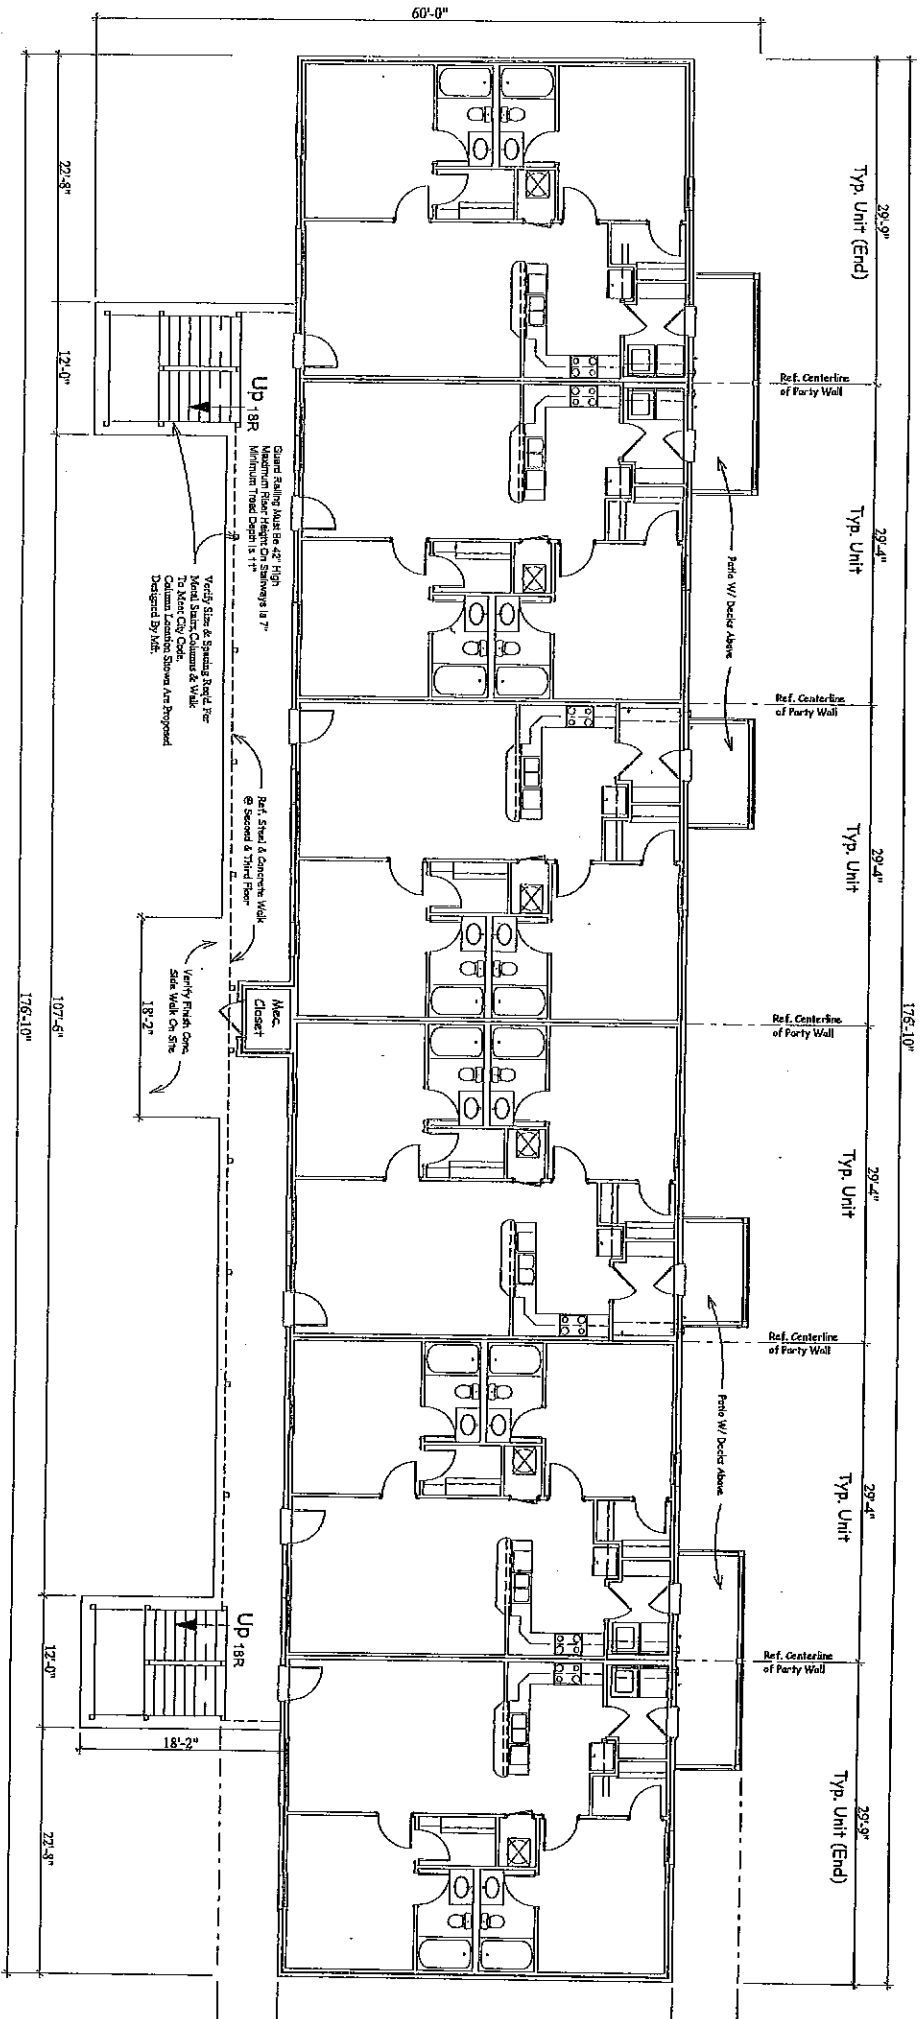 60'-0"
176'-10"
29'-9"
29'-4"
29'-4"
29'-4"
29'-4"
29'-9"
Typ. Unit (End)
Typ. Unit
Typ. Unit
Typ. Unit
Typ. Unit
Typ. Unit (End)
Ref. Centerline
of Party Wall
Ref. Centerline
of Party Wall
Ref. Centerline
of Party Wall
Ref. Centerline
of Party Wall
Ref. Centerline
of Party Wall
Patio W/ Decks Above
Patio W/ Decks Above
Mec.
Closet
Up 18R
Guard Railing Must Be 42" High
Maximum Riser Height On Stairways is 7"
Minimum Tread Depth is 11"
Verify Size & Spacing Req'd. For
Metal Stairs, Columns & Walk
To Meet City Code.
Column Location Shown Are Proposed
Designed By Mfr.
Ref. Steel & Concrete Walk
@ Second & Third Floor
Verify Finish Conc.
Side Walk On Site
18'-2"
Up 18R
18'-2"
22'-8"
12'-0"
107'-6"
12'-0"
22'-8"
176'-10"